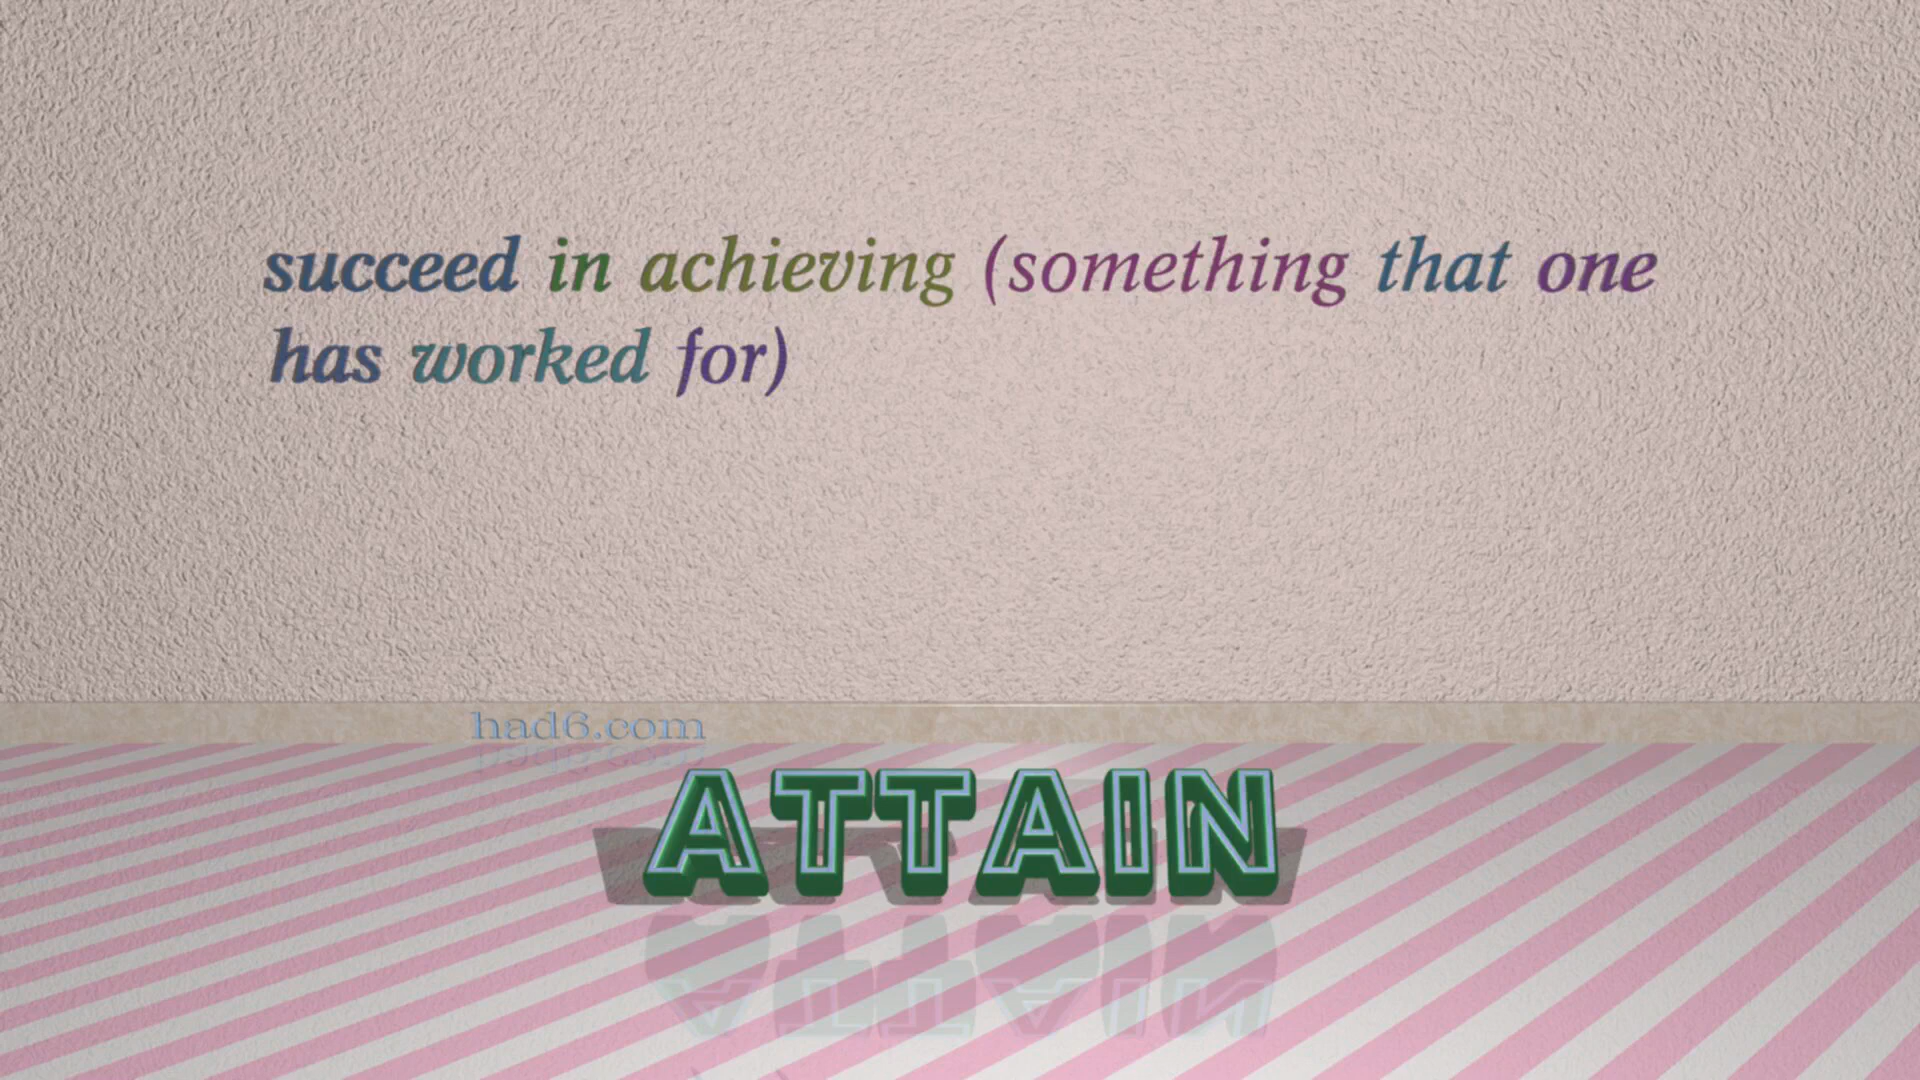 succeed in achieving (something that one
has worked for)
had6.com
ATTAIN